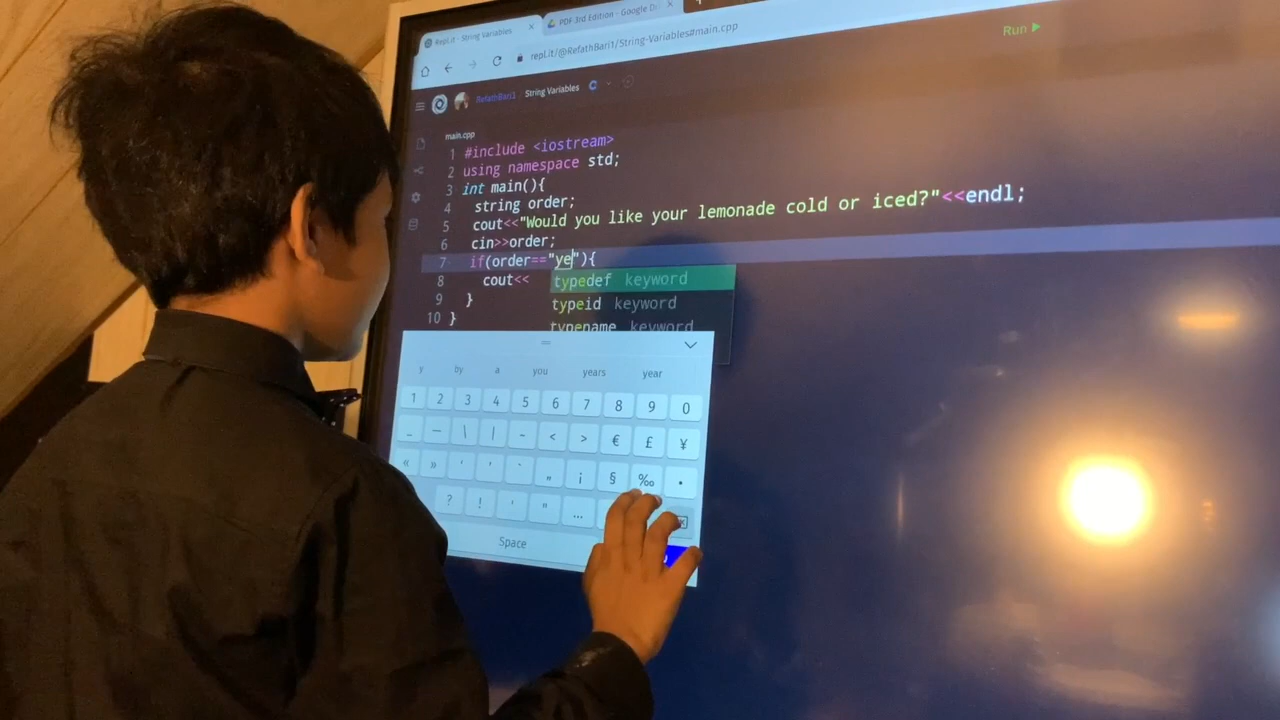 Repl.it - String Variables
PDF 3rd Edition - Google
repl.it/@RefathBari1/String-Variables#main.cpp
Run
RefathBari1 String Variables
main.cpp
1 #include <iostream>
2 using namespace std;
3 int main(){
4 string order;
5 cout<<"Would you like your lemonade cold or iced?"<<endl;
6 cin>>order;
7 if(order=="ye"){
8 cout<<
9 }
10 }
typedef keyword
typeid keyword
typename keyword
y by a you years year
1 2 3 4 5 6 7 8 9 0
_ — \ | ~ < > € £ ¥
« » ' ' ` „ ¡ § ‰ •
? ! ' " ...
Space